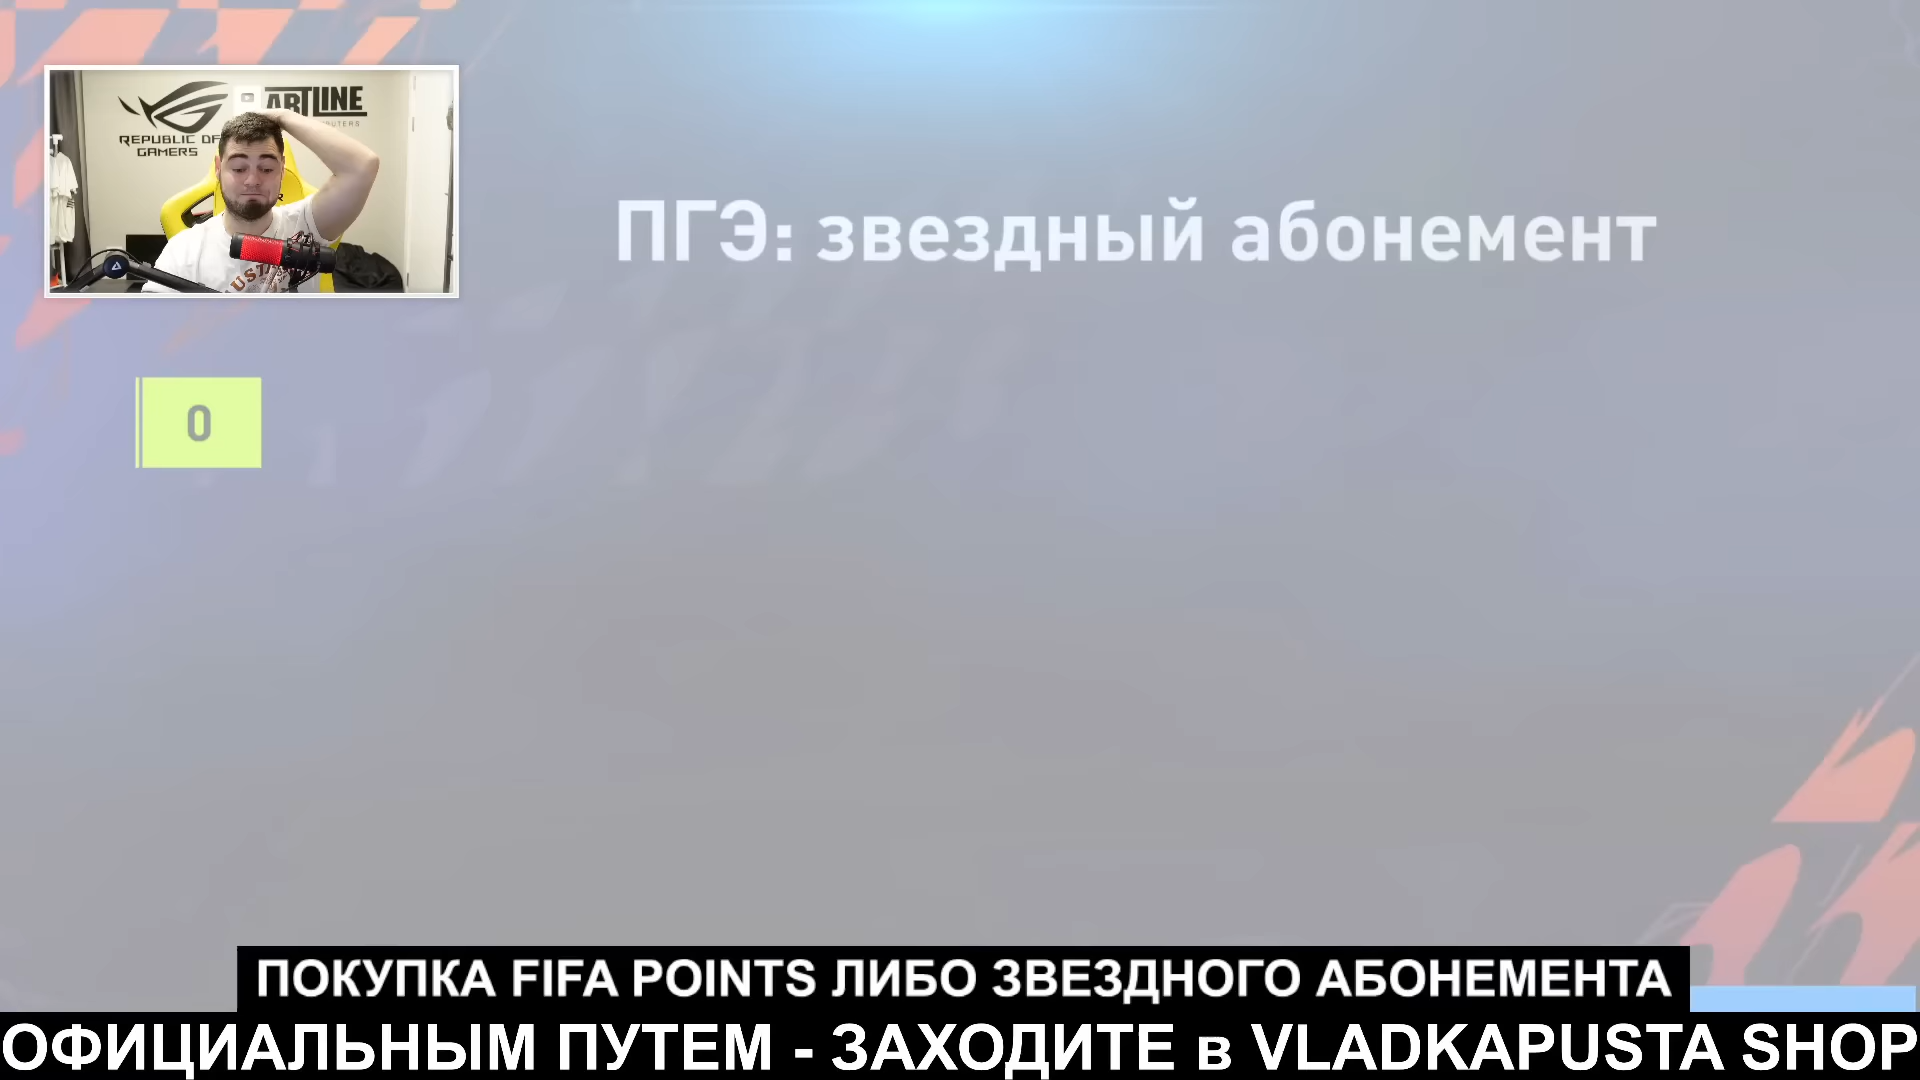 REPUBLIC OF
GAMERS
ARTLINE
ПГЭ: звездный абонемент
0
ПОКУПКА FIFA POINTS ЛИБО ЗВЕЗДНОГО АБОНЕМЕНТА
ОФИЦИАЛЬНЫМ ПУТЕМ - ЗАХОДИТЕ в VLADKAPUSTA SHOP